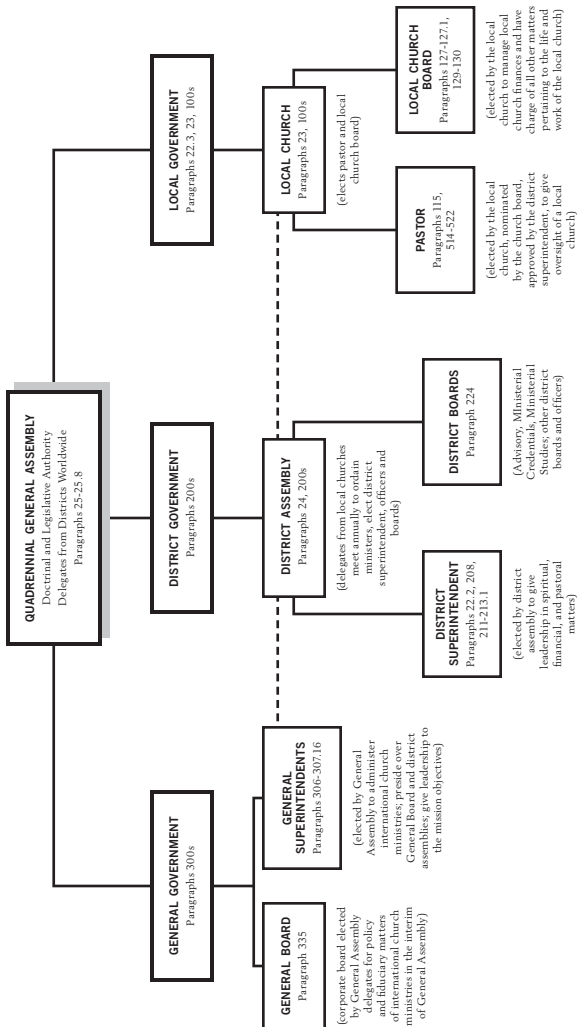 QUADRENNIAL GENERAL ASSEMBLY
Doctrinal and Legislative Authority
Delegates from Districts Worldwide
Paragraphs 25-25.8
GENERAL GOVERNMENT
Paragraphs 300s
DISTRICT GOVERNMENT
Paragraphs 200s
LOCAL GOVERNMENT
Paragraphs 22.3, 23, 100s
GENERAL BOARD
Paragraph 335
(corporate board elected
by General Assembly
delegates for policy
and fiduciary matters
of international church
ministries in the interim
of General Assembly)
GENERAL
SUPERINTENDENTS
Paragraphs 306-307.16
(elected by General
Assembly to administer
international church
ministries; preside over
General Board and district
assemblies; give leadership to
the mission objectives)
DISTRICT ASSEMBLY
Paragraphs 24, 200s
(delegates from local churches
meet annually to ordain
ministers, elect district
superintendent, officers and
boards)
LOCAL CHURCH
Paragraphs 23, 100s
(elects pastor and local
church board)
DISTRICT
SUPERINTENDENT
Paragraphs 22.2, 208,
211-213.1
(elected by district
assembly to give
leadership in spiritual,
financial, and pastoral
matters)
DISTRICT BOARDS
Paragraph 224
(Advisory, MInisterial
Credentials, Ministerial
Studies; other district
boards and officers)
PASTOR
Paragraphs 115,
514-522
(elected by the local
church, nominated
by the church board,
approved by the district
superintendent, to give
oversight of a local
church)
LOCAL CHURCH
BOARD
Paragraphs 127-127.1,
129-130
(elected by the local
church to manage local
church finances and have
charge of all other matters
pertaining to the life and
work of the local church)